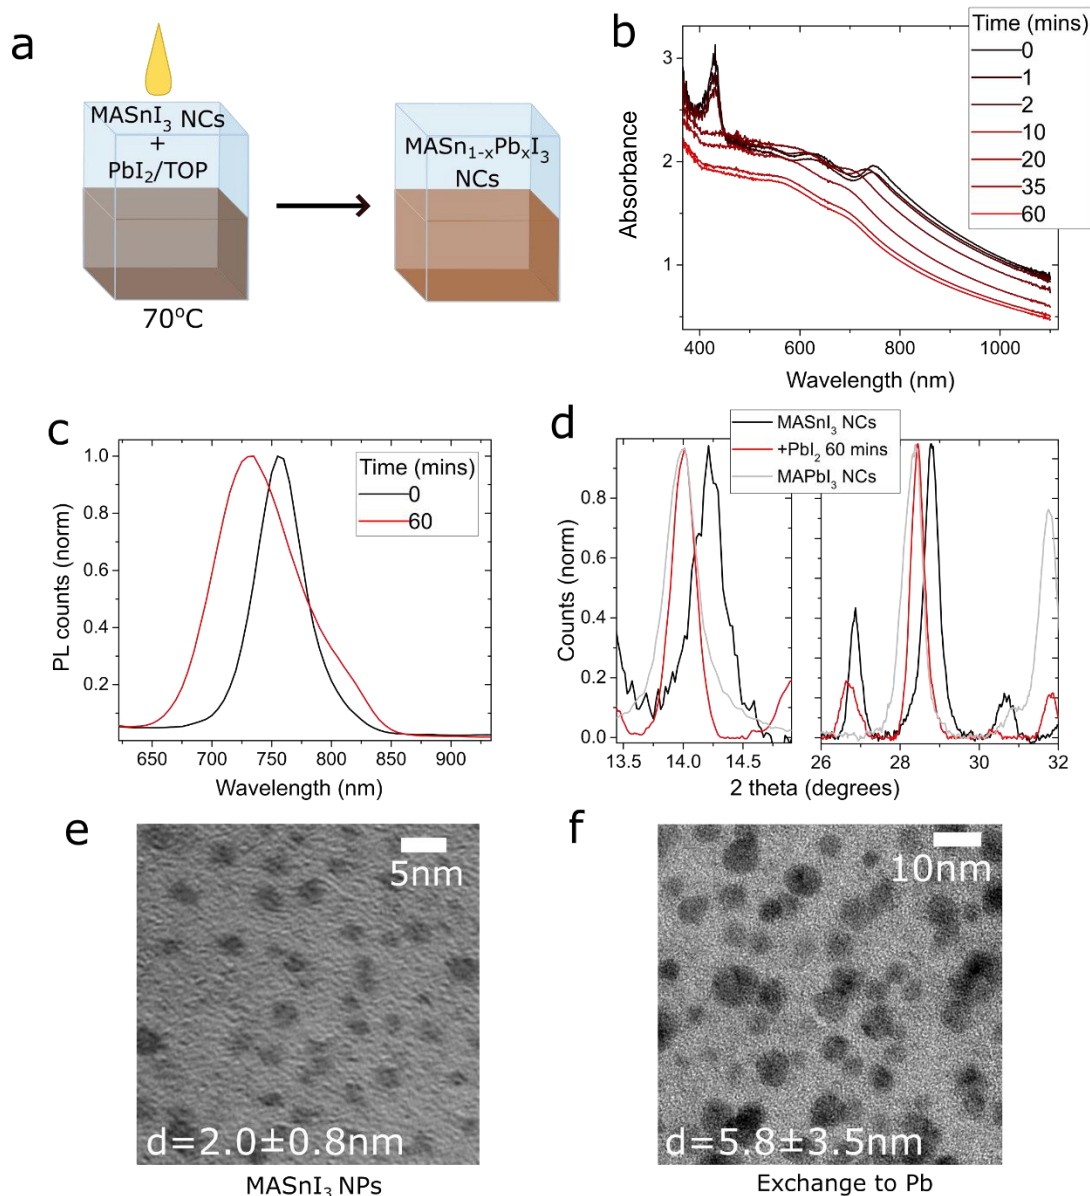 a
MASnI₃ NCs
+
PbI₂/TOP
70°C
MASn₁₋ₓPbₓI₃
NCs
b
Time (mins)
0
1
2
10
20
35
60
3
2
1
Absorbance
400 600 800 1000
Wavelength (nm)
c
Time (mins)
0
60
1.0
0.8
0.6
0.4
0.2
PL counts (norm)
650 700 750 800 850 900
Wavelength (nm)
d
MASnI₃ NCs
+PbI₂ 60 mins
MAPbI₃ NCs
0.8
0.6
0.4
0.2
0.0
Counts (norm)
13.5 14.0 14.5 26 28 30 32
2 theta (degrees)
e
5nm
d=2.0±0.8nm
MASnI₃ NPs
f
10nm
d=5.8±3.5nm
Exchange to Pb